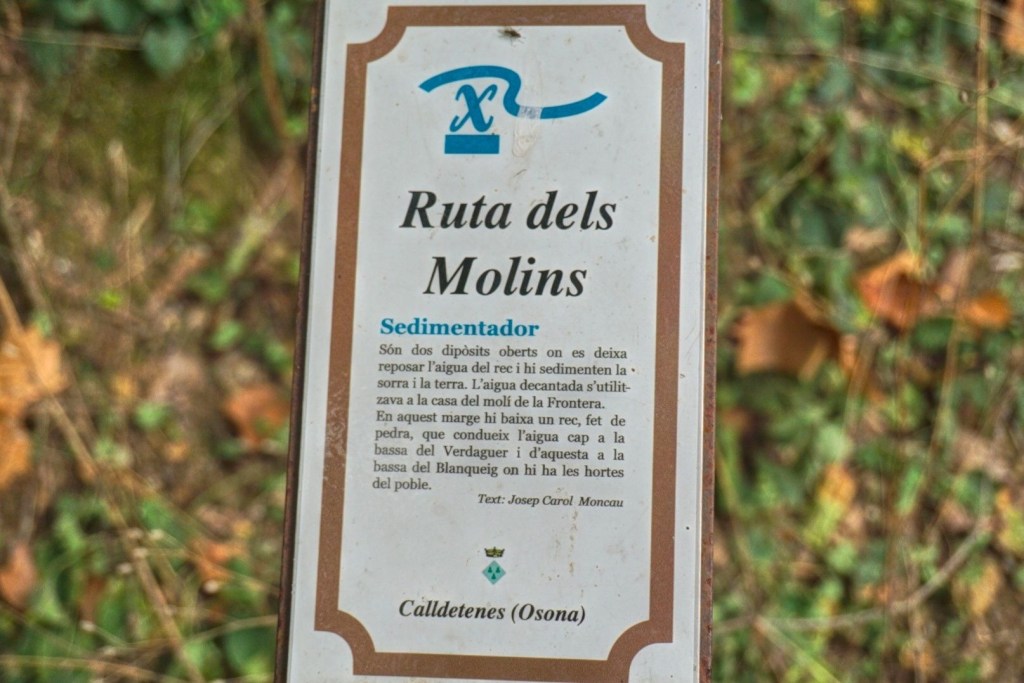 X
Ruta dels
Molins
Sedimentador
Són dos dipòsits oberts on es deixa
reposar l'aigua del rec i hi sedimenten la
sorra i la terra. L'aigua decantada s'utilit-
zava a la casa del molí de la Frontera.
En aquest marge hi baixa un rec, fet de
pedra, que condueix l'aigua cap a la
bassa del Verdaguer i d'aquesta a la
bassa del Blanqueig on hi ha les hortes
del poble.
Text: Josep Carol Moncau
Calldetenes (Osona)